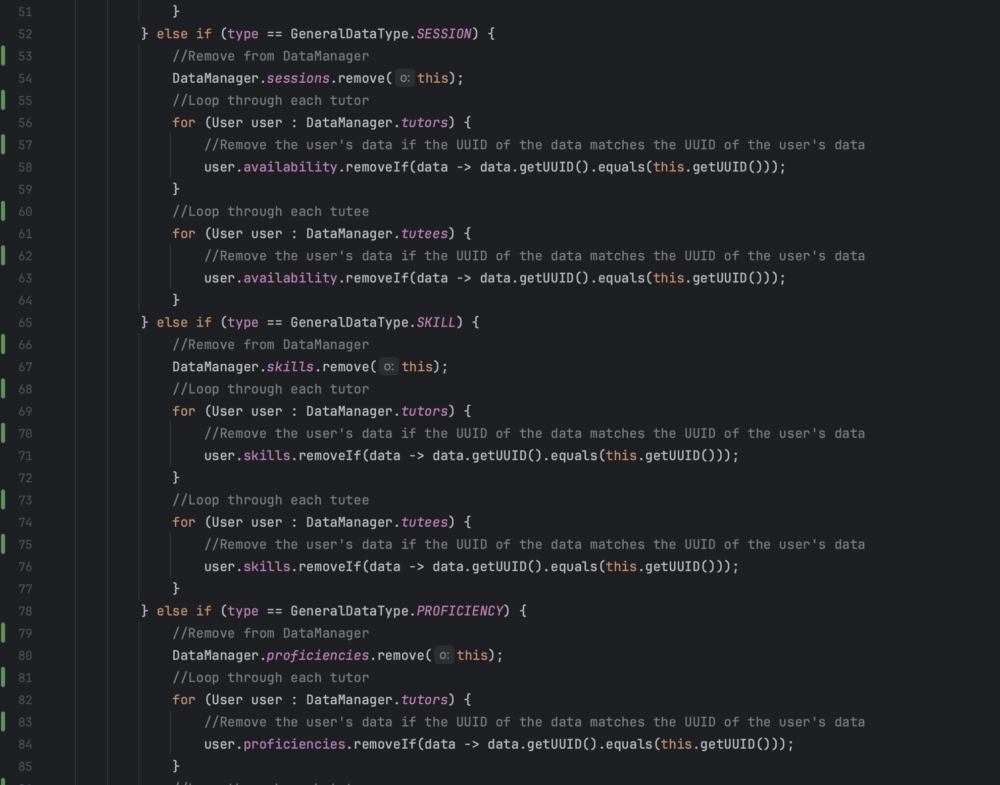 51 }
52 } else if (type == GeneralDataType.SESSION) {
53 //Remove from DataManager
54 DataManager.sessions.remove( o: this);
55 //Loop through each tutor
56 for (User user : DataManager.tutors) {
57 //Remove the user's data if the UUID of the data matches the UUID of the user's data
58 user.availability.removeIf(data -> data.getUUID().equals(this.getUUID()));
59 }
60 //Loop through each tutee
61 for (User user : DataManager.tutees) {
62 //Remove the user's data if the UUID of the data matches the UUID of the user's data
63 user.availability.removeIf(data -> data.getUUID().equals(this.getUUID()));
64 }
65 } else if (type == GeneralDataType.SKILL) {
66 //Remove from DataManager
67 DataManager.skills.remove( o: this);
68 //Loop through each tutor
69 for (User user : DataManager.tutors) {
70 //Remove the user's data if the UUID of the data matches the UUID of the user's data
71 user.skills.removeIf(data -> data.getUUID().equals(this.getUUID()));
72 }
73 //Loop through each tutee
74 for (User user : DataManager.tutees) {
75 //Remove the user's data if the UUID of the data matches the UUID of the user's data
76 user.skills.removeIf(data -> data.getUUID().equals(this.getUUID()));
77 }
78 } else if (type == GeneralDataType.PROFICIENCY) {
79 //Remove from DataManager
80 DataManager.proficiencies.remove( o: this);
81 //Loop through each tutor
82 for (User user : DataManager.tutors) {
83 //Remove the user's data if the UUID of the data matches the UUID of the user's data
84 user.proficiencies.removeIf(data -> data.getUUID().equals(this.getUUID()));
85 }